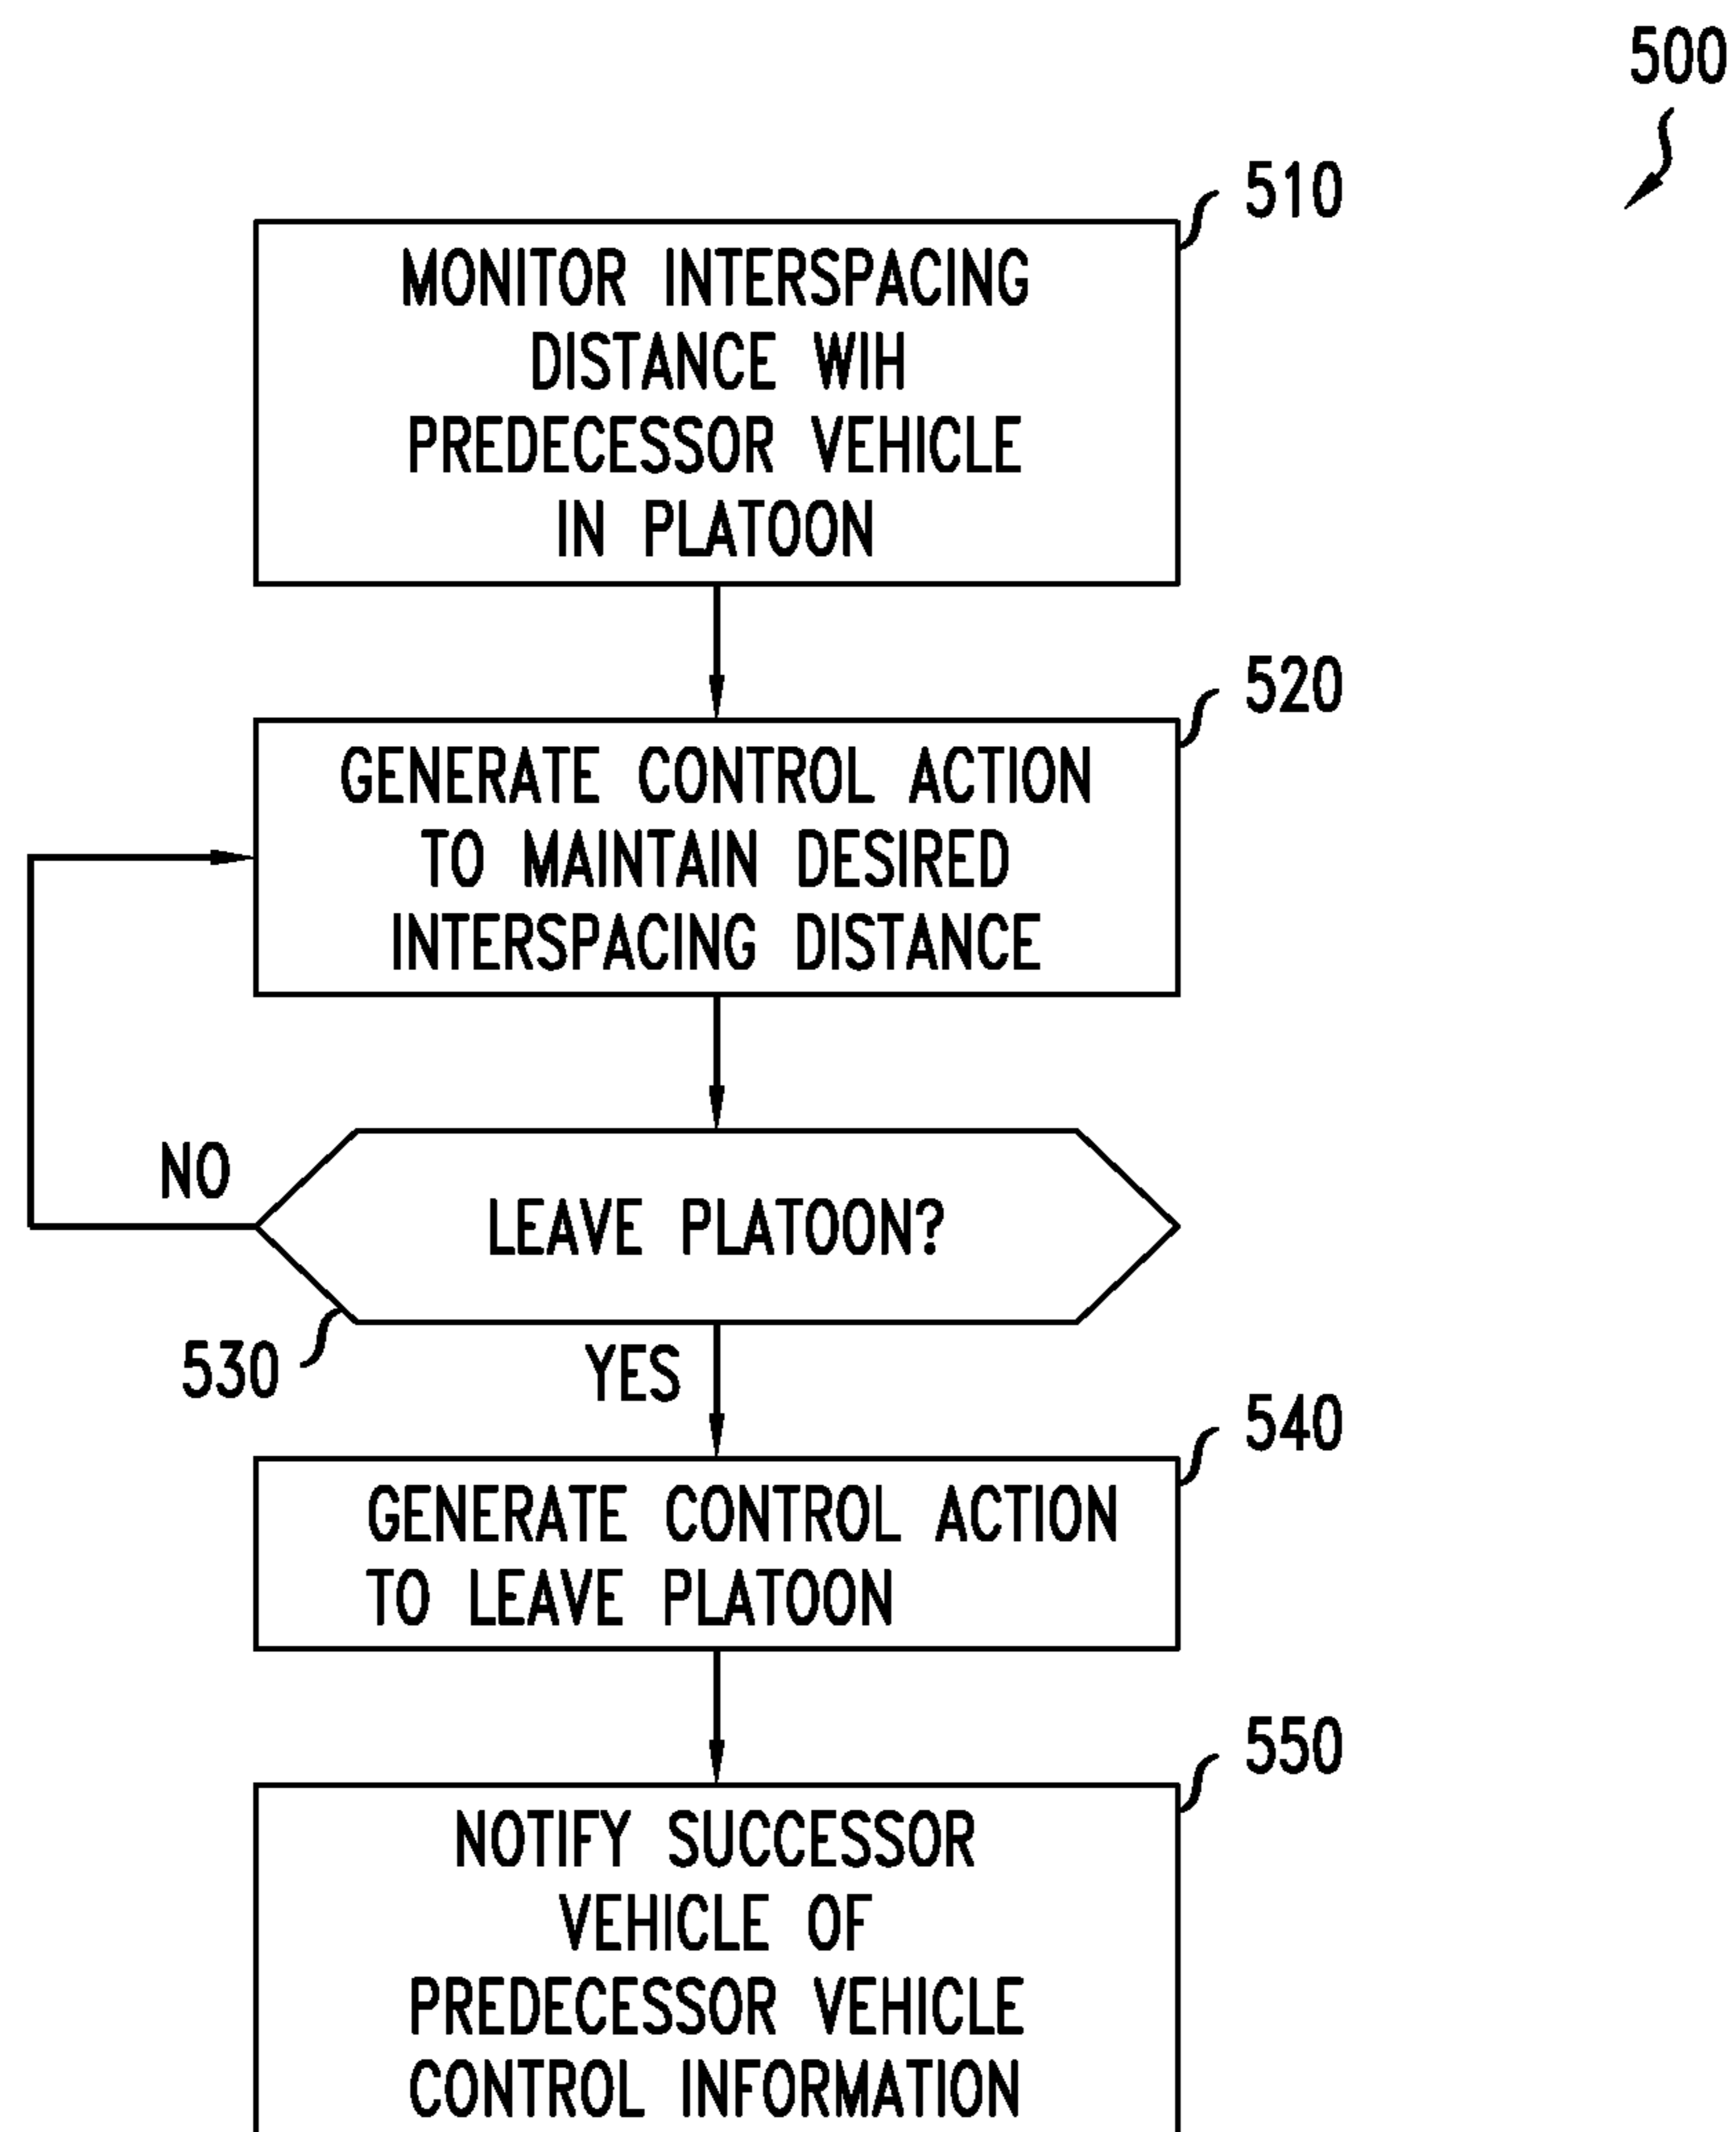 500
510
MONITOR INTERSPACING
DISTANCE WIH
PREDECESSOR VEHICLE
IN PLATOON
520
GENERATE CONTROL ACTION
TO MAINTAIN DESIRED
INTERSPACING DISTANCE
NO
LEAVE PLATOON?
530
YES
540
GENERATE CONTROL ACTION
TO LEAVE PLATOON
550
NOTIFY SUCCESSOR
VEHICLE OF
PREDECESSOR VEHICLE
CONTROL INFORMATION